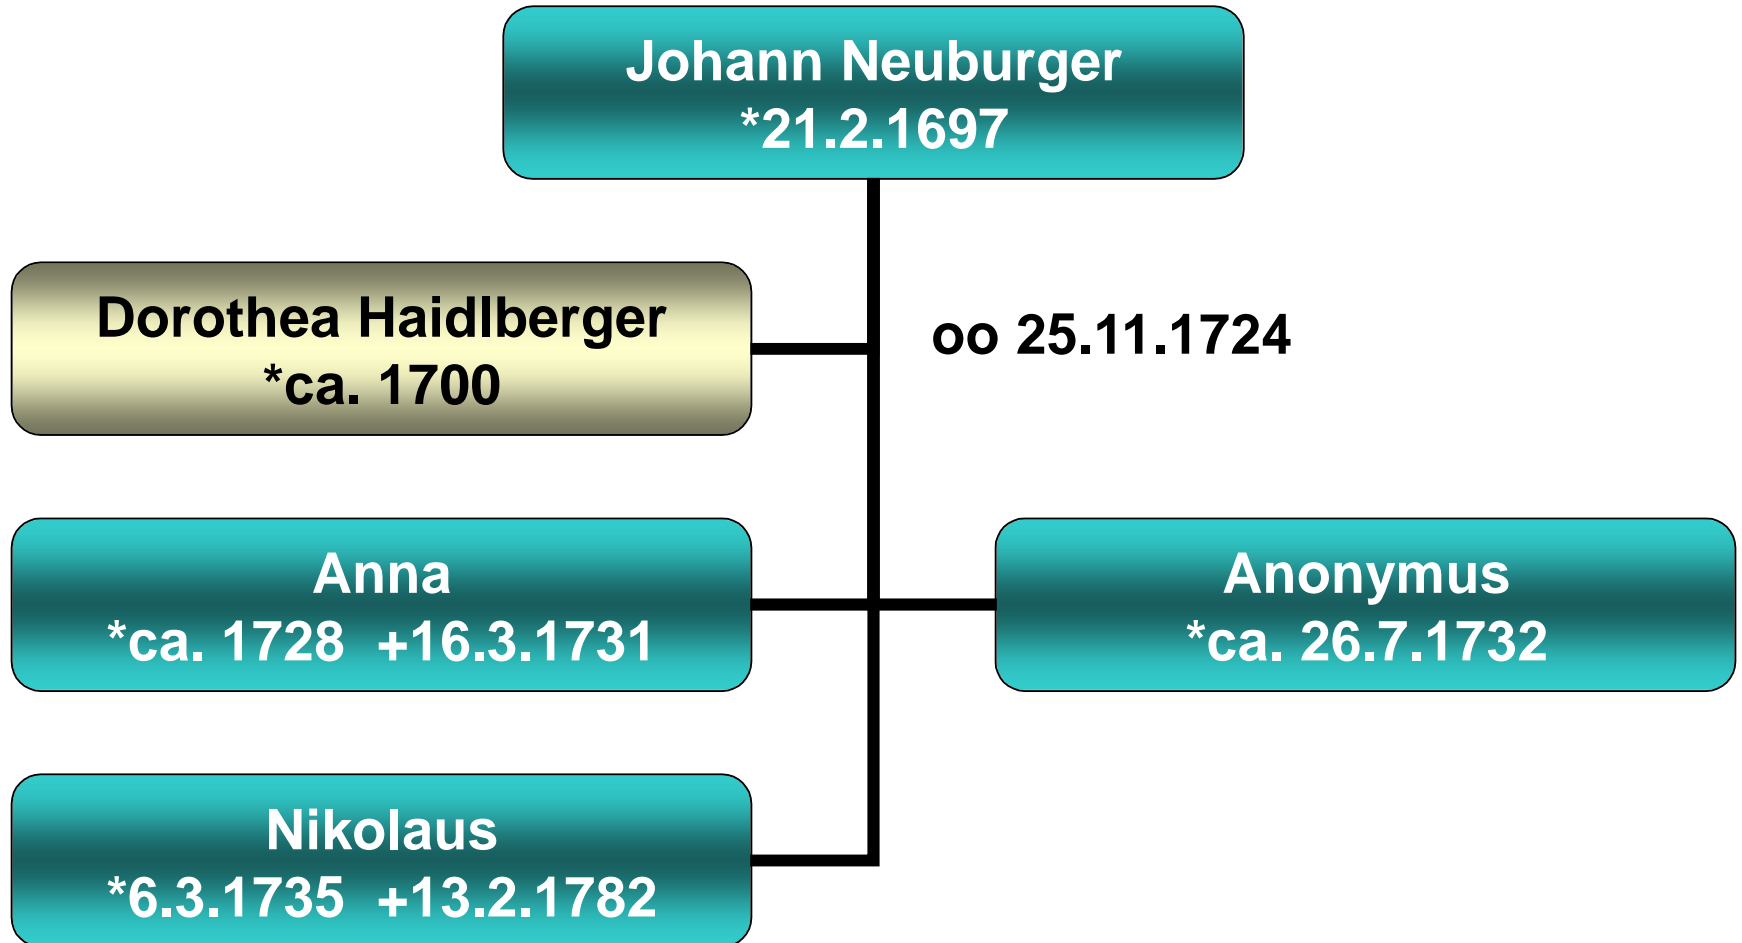 Johann Neuburger
*21.2.1697
Dorothea Haidlberger
*ca. 1700
oo 25.11.1724
Anna
*ca. 1728 +16.3.1731
Anonymus
*ca. 26.7.1732
Nikolaus
*6.3.1735 +13.2.1782